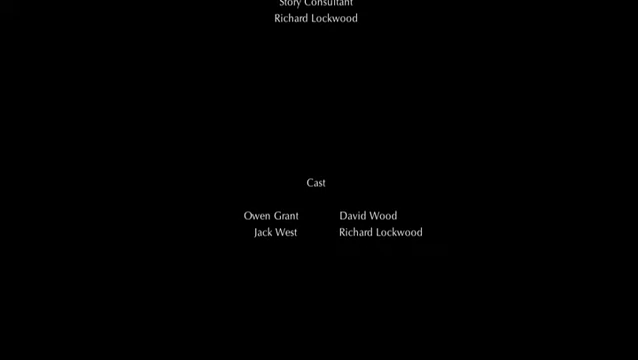 Story Consultant
Richard Lockwood
Cast
Owen Grant David Wood
Jack West Richard Lockwood